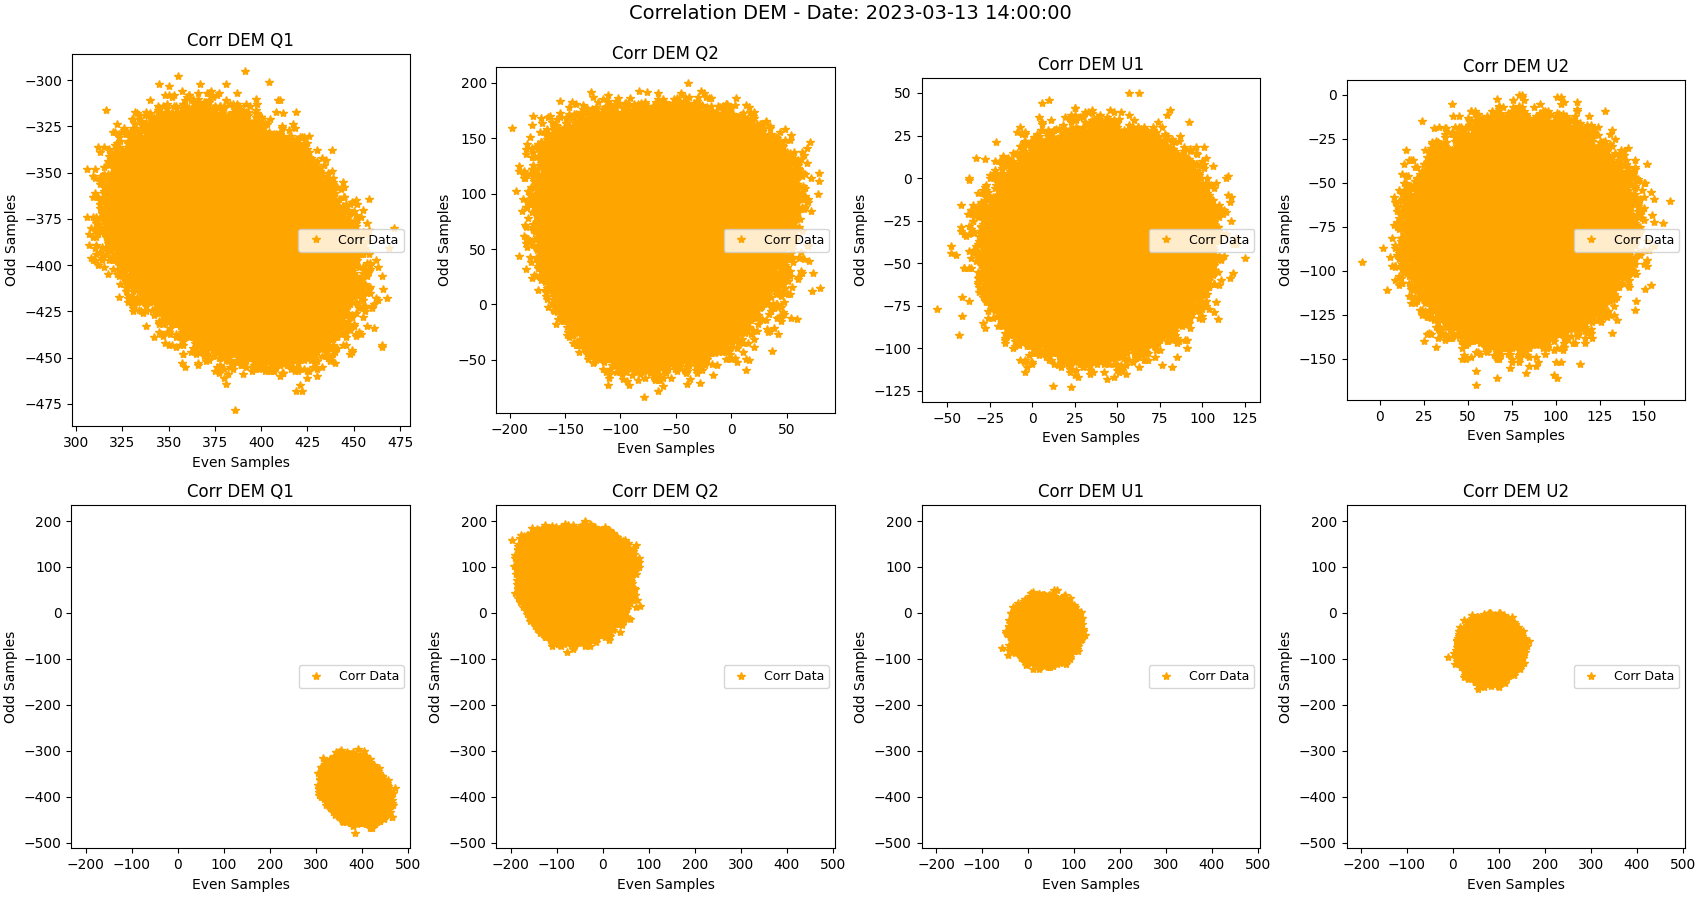 Correlation DEM - Date: 2023-03-13 14:00:00
Corr DEM Q1
Corr DEM Q2
Corr DEM U1
Corr DEM U2
Odd Samples
−300
−325
−350
−375
−400
−425
−450
−475
300 325 350 375 400 425 450 475
Even Samples
Corr Data
Odd Samples
200
150
100
50
0
−50
−200 −150 −100 −50 0 50
Even Samples
Corr Data
Odd Samples
50
25
0
−25
−50
−75
−100
−125
−50 −25 0 25 50 75 100 125
Even Samples
Corr Data
Odd Samples
0
−25
−50
−75
−100
−125
−150
0 25 50 75 100 125 150
Even Samples
Corr Data
Corr DEM Q1
Odd Samples
200
100
0
−100
−200
−300
−400
−500
−200 −100 0 100 200 300 400 500
Even Samples
Corr Data
Corr DEM Q2
Odd Samples
200
100
0
−100
−200
−300
−400
−500
−200 −100 0 100 200 300 400 500
Even Samples
Corr Data
Corr DEM U1
Odd Samples
200
100
0
−100
−200
−300
−400
−500
−200 −100 0 100 200 300 400 500
Even Samples
Corr Data
Corr DEM U2
Odd Samples
200
100
0
−100
−200
−300
−400
−500
−200 −100 0 100 200 300 400 500
Even Samples
Corr Data